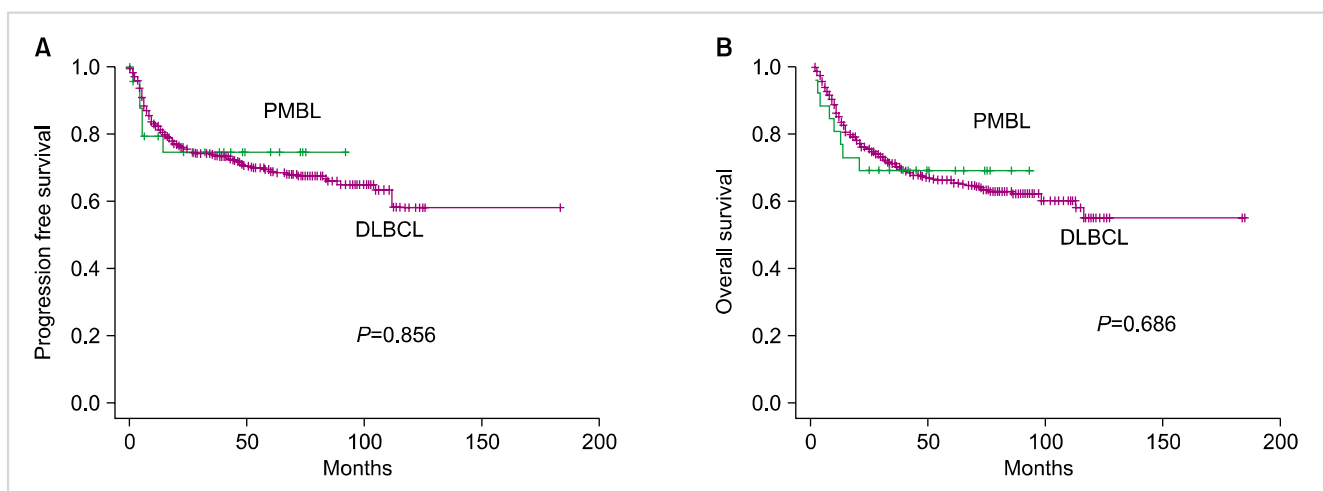 A
Progression free survival
1.0
0.8
0.6
0.4
0.2
0.0
PMBL
DLBCL
P=0.856
0 50 100 150 200
Months
B
Overall survival
1.0
0.8
0.6
0.4
0.2
0.0
PMBL
DLBCL
P=0.686
0 50 100 150 200
Months